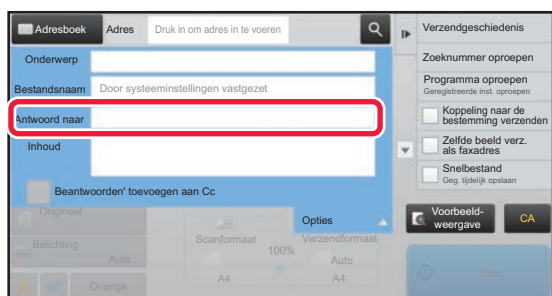 Adresboek
Adres
Druk in om adres in te voeren
Onderwerp
Bestandsnaam
Door systeeminstellingen vastgezet
Antwoord naar
Inhoud
Beantwoorden' toevoegen aan Cc
Opties
Origineel
Belichting
Auto
Overige
Scanformaat
100%
Verzendformaat
Auto
A4
A4
Verzendgeschiedenis
Zoeknummer oproepen
Programma oproepen
Geregistreerde inst. oproepen
Koppeling naar de
bestemming verzenden
Zelfde beeld verz.
als faxadres
Snelbestand
Geg. tijdelijk opslaan
Voorbeeld-
weergave
CA
Start